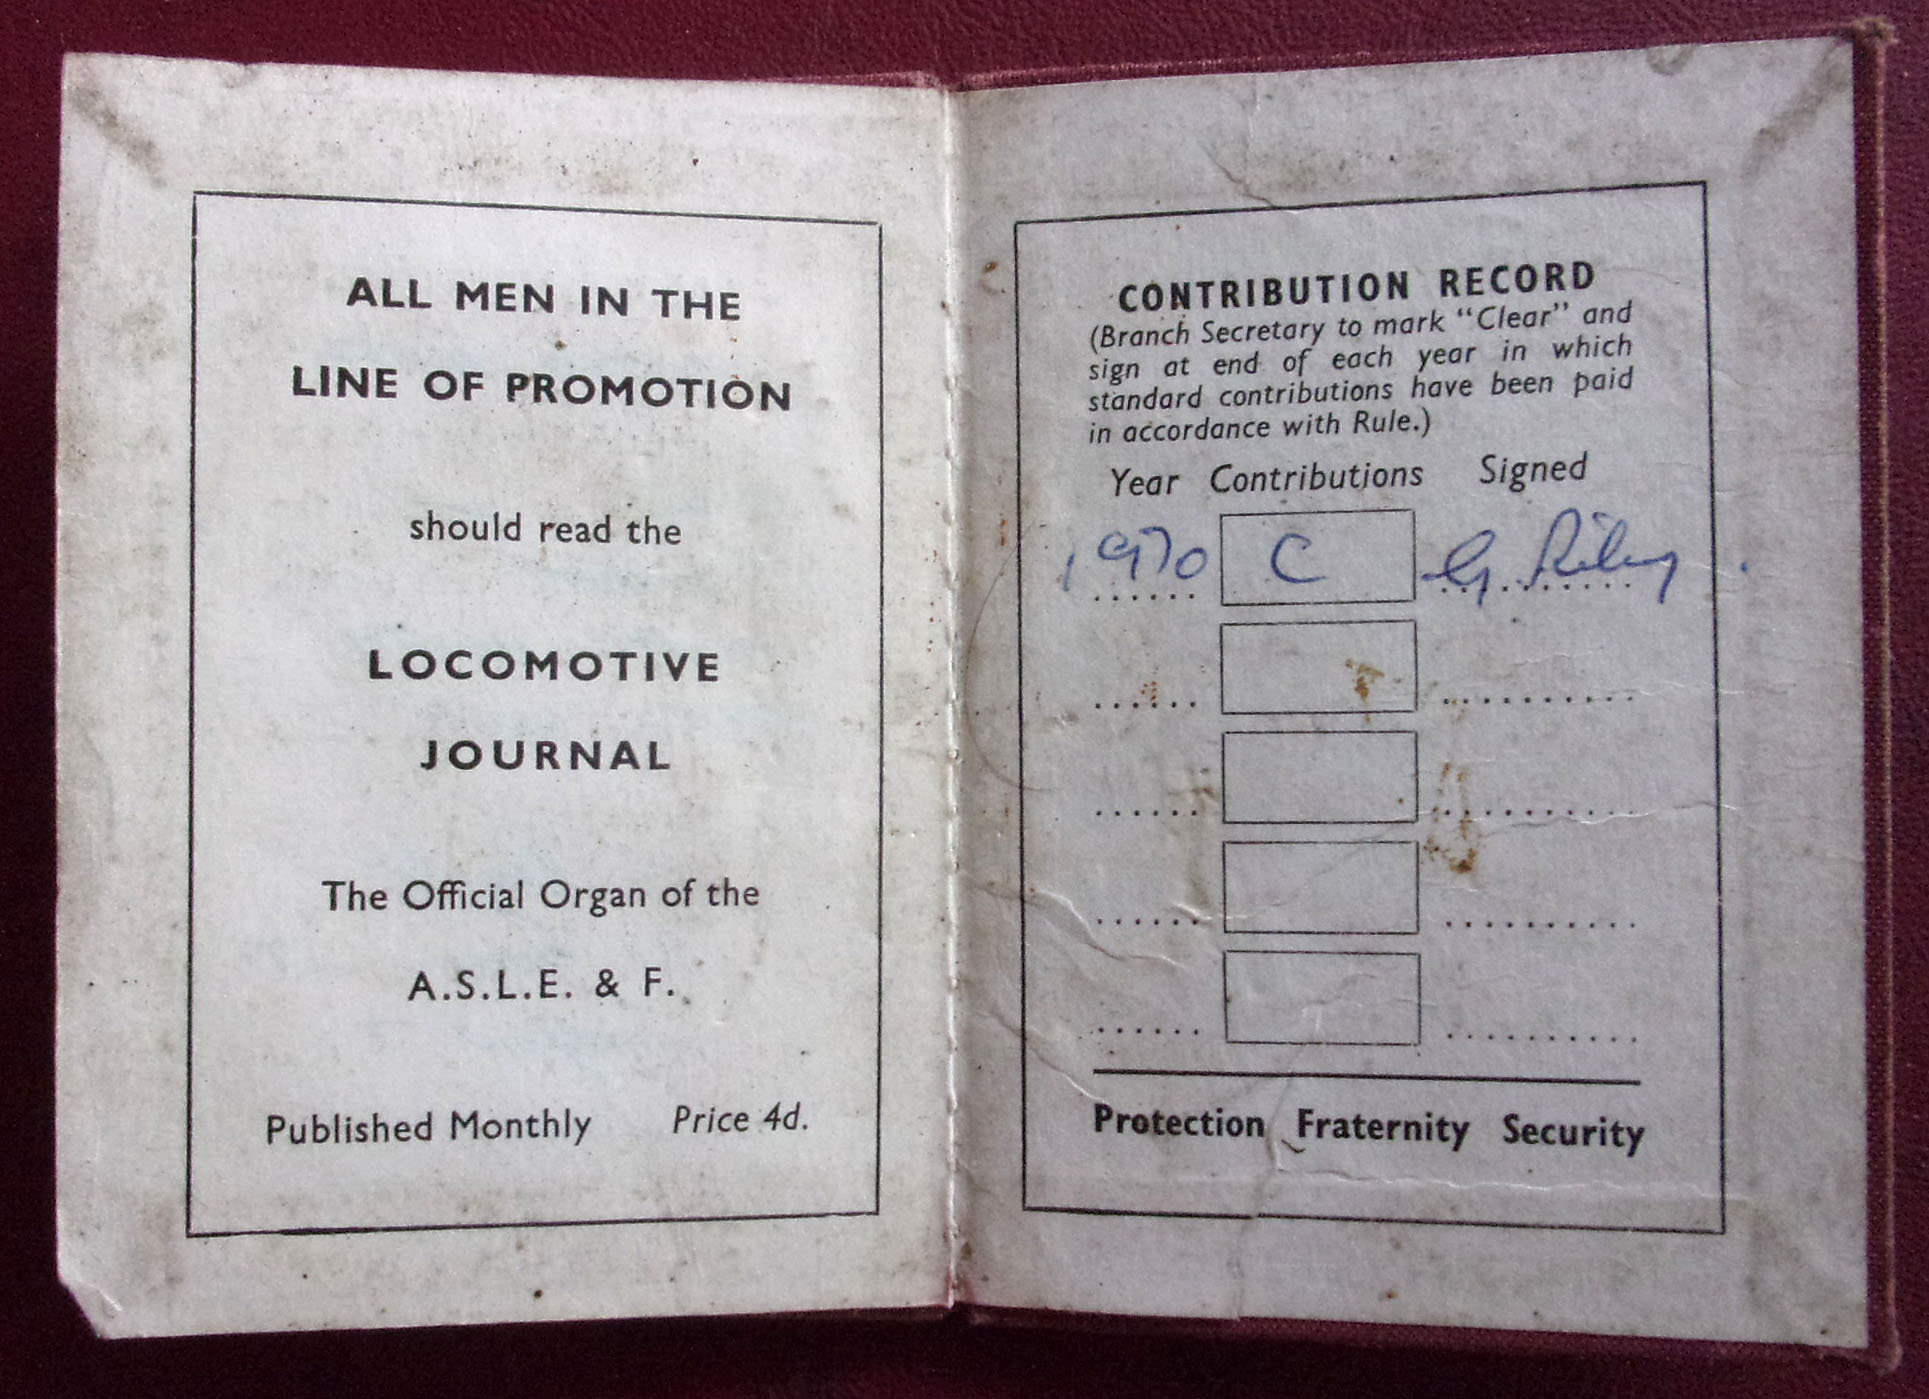 ALL MEN IN THE
LINE OF PROMOTION
should read the
LOCOMOTIVE
JOURNAL
The Official Organ of the
A.S.L.E. & F.
Published Monthly Price 4d.
CONTRIBUTION RECORD
(Branch Secretary to mark "Clear" and
sign at end of each year in which
standard contributions have been paid
in accordance with Rule.)
Year Contributions Signed
1970 C G. Riley
Protection Fraternity Security